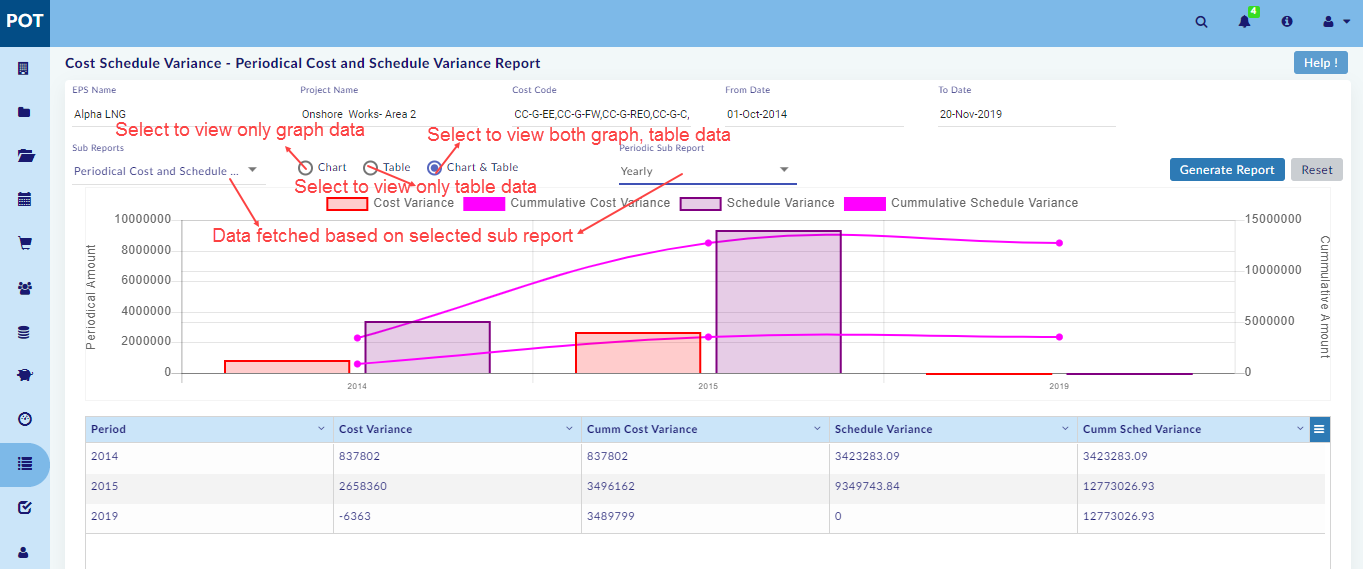 POT
4
Cost Schedule Variance - Periodical Cost and Schedule Variance Report
Help !
EPS Name
Project Name
Cost Code
From Date
To Date
Alpha LNG
Onshore Works- Area 2
CC-G-EE,CC-G-FW,CC-G-REO,CC-G-C,
01-Oct-2014
20-Nov-2019
Select to view only graph data
Select to view both graph, table data
Sub Reports
Periodic Sub Report
Periodical Cost and Schedule ...
Chart
Table
Chart & Table
Yearly
Generate Report
Reset
Select to view only table data
Cost Variance
Cummulative Cost Variance
Schedule Variance
Cummulative Schedule Variance
Data fetched based on selected sub report
Periodical Amount
10000000
8000000
6000000
4000000
2000000
0
15000000
10000000
5000000
0
Cummulative Amount
2014
2015
2019
Period
Cost Variance
Cumm Cost Variance
Schedule Variance
Cumm Sched Variance
2014
837802
837802
3423283.09
3423283.09
2015
2658360
3496162
9349743.84
12773026.93
2019
-6363
3489799
0
12773026.93